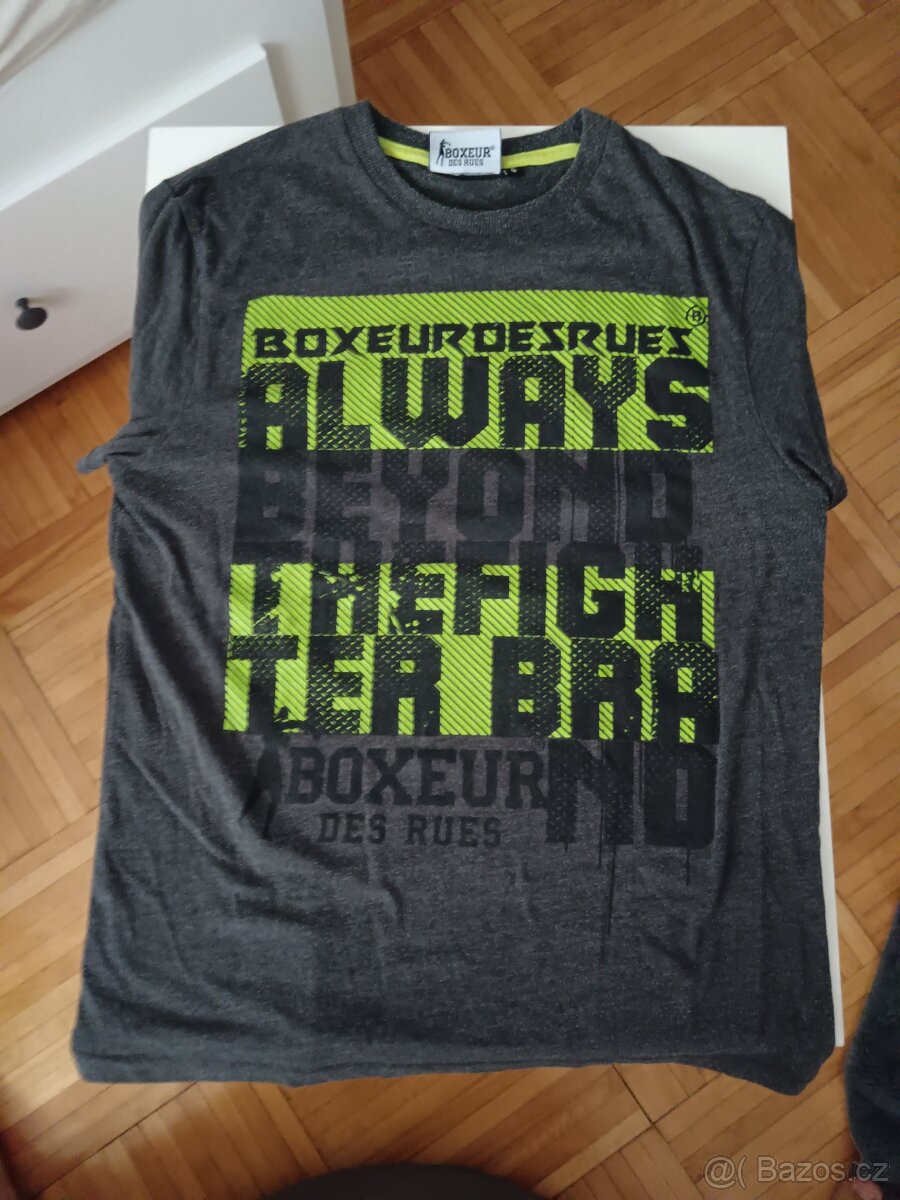 BOXEUR®
DES RUES
BOXEURDESRUES®
ALWAYS
BEYOND
THEFIGH
TER BRA
ND
BOXEUR
DES RUES
@( Bazos.cz